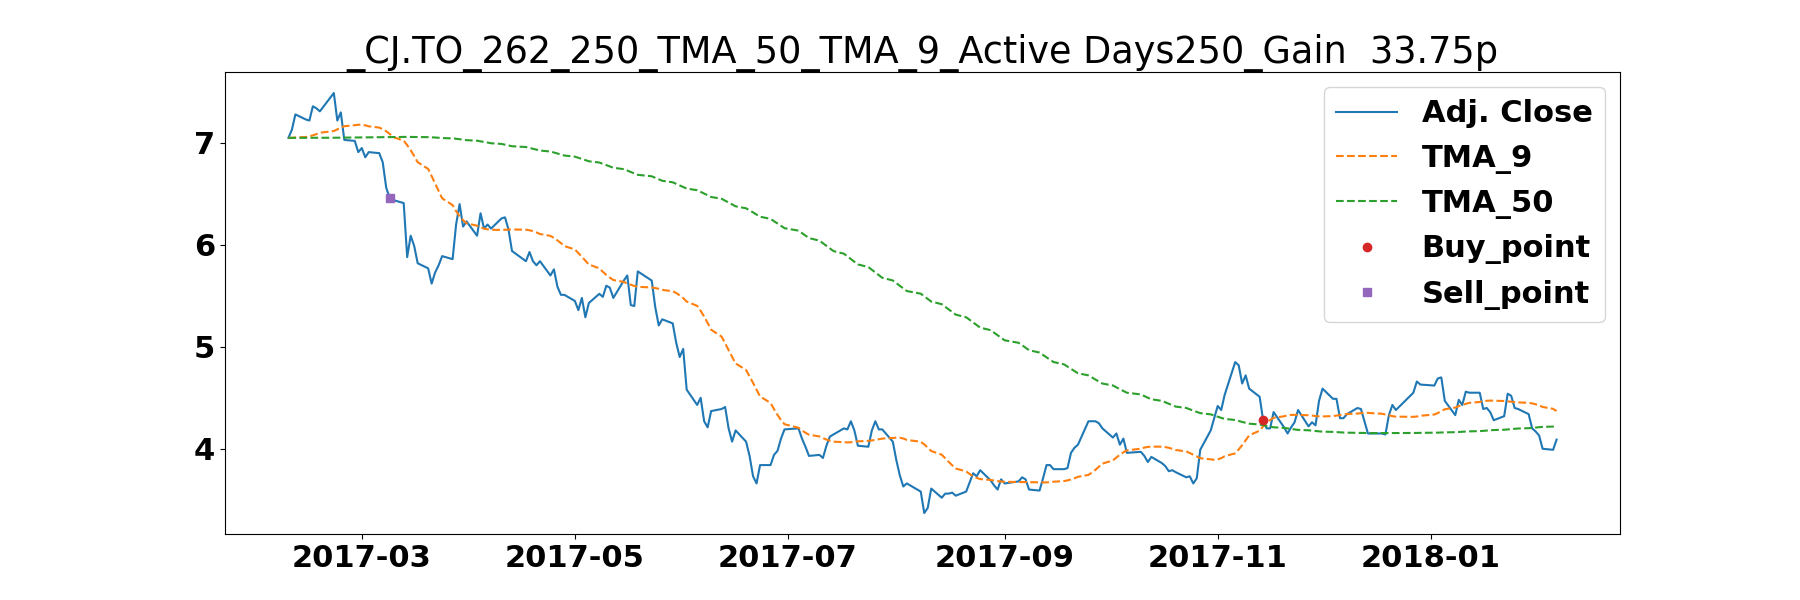 _CJ.TO_262_250_TMA_50_TMA_9_Active Days250_Gain  33.75p
Adj. Close
TMA_9
TMA_50
Buy_point
Sell_point
7
6
5
4
2017-03 2017-05 2017-07 2017-09 2017-11 2018-01